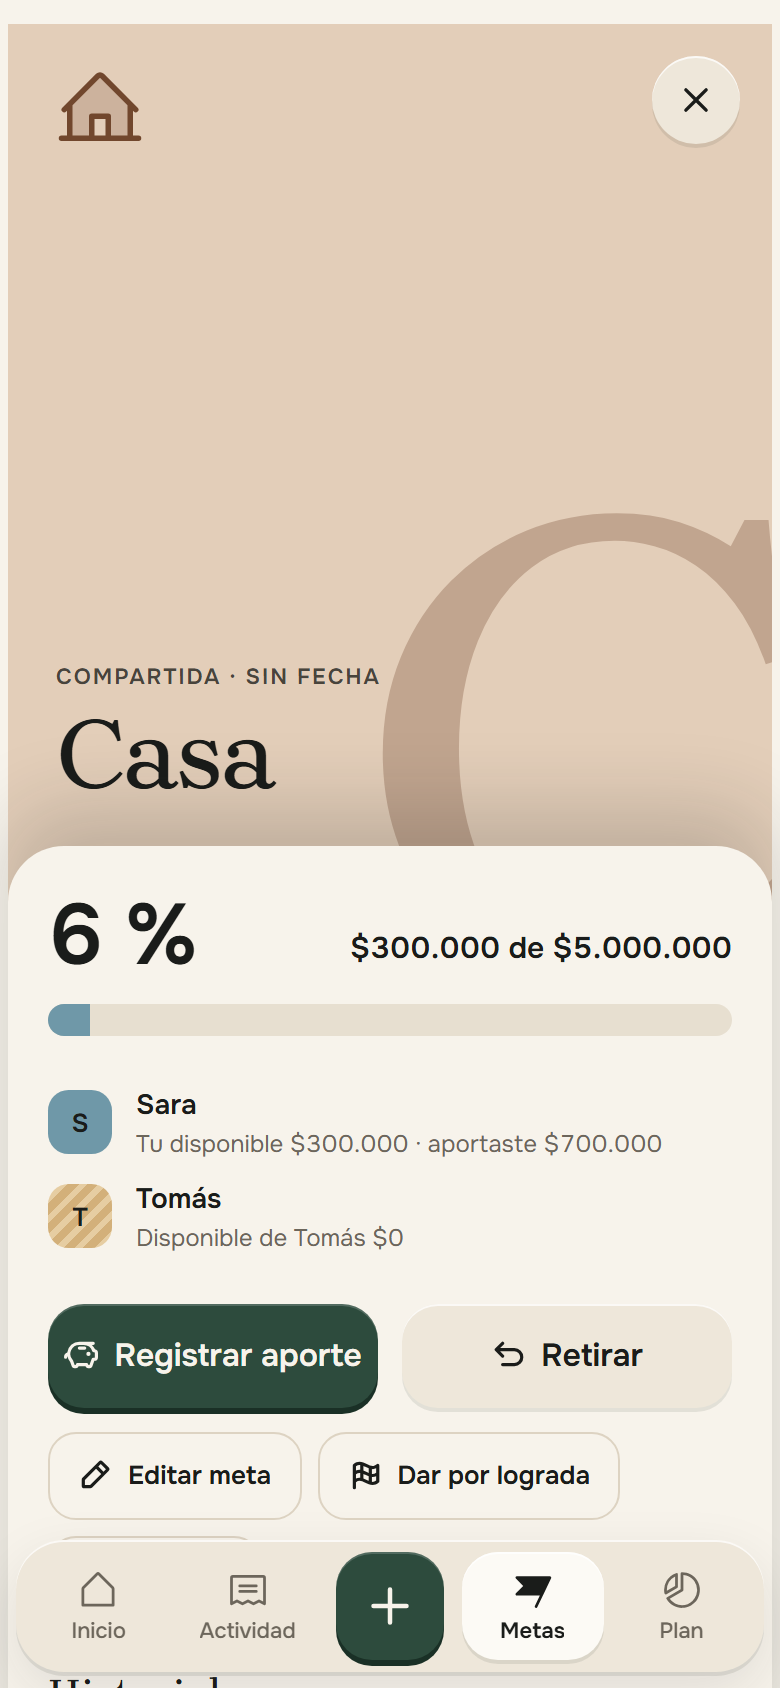 COMPARTIDA · SIN FECHA
Casa
C
6 %
$300.000 de $5.000.000
S
Sara
Tu disponible $300.000 · aportaste $700.000
T
Tomás
Disponible de Tomás $0
Registrar aporte
Retirar
Editar meta
Dar por lograda
Inicio
Actividad
Metas
Plan